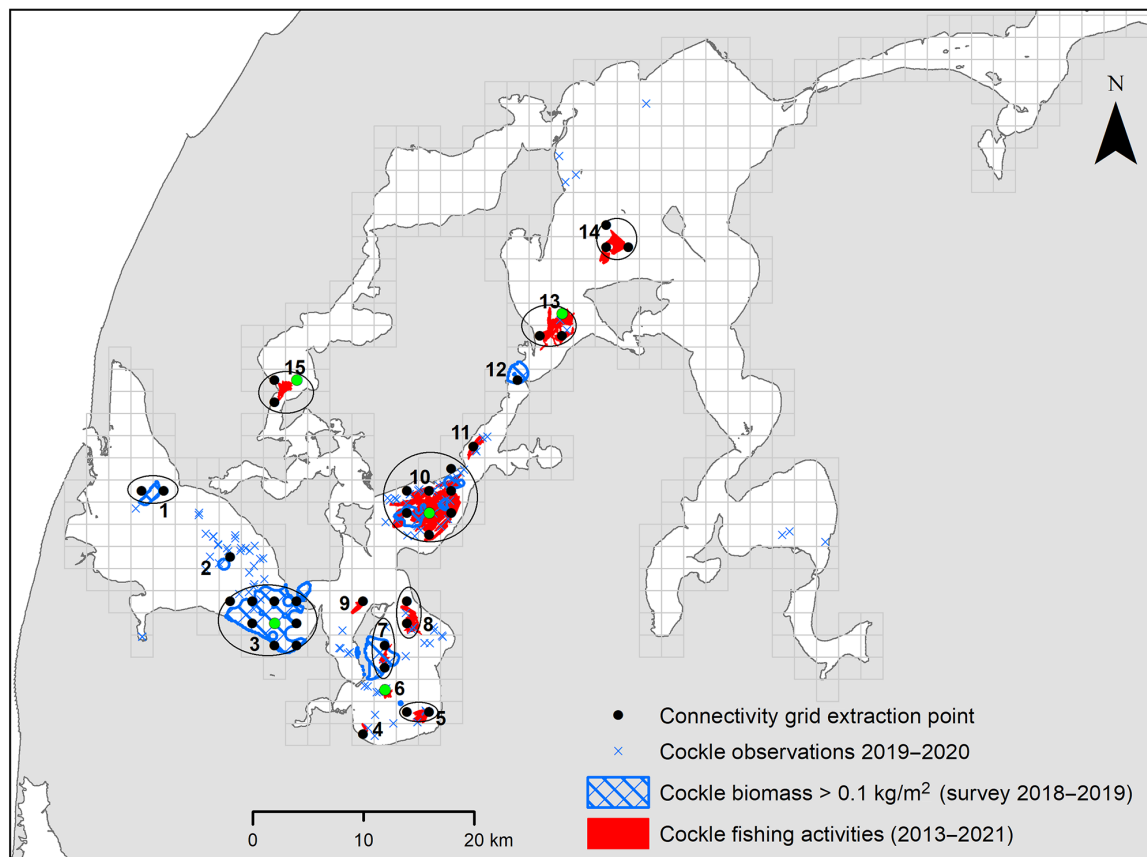 N
14
13
15
12
11
10
1
2
9
8
3
7
6
5
4
Connectivity grid extraction point
Cockle observations 2019–2020
Cockle biomass > 0.1 kg/m² (survey 2018–2019)
Cockle fishing activities (2013–2021)
0 10 20 km